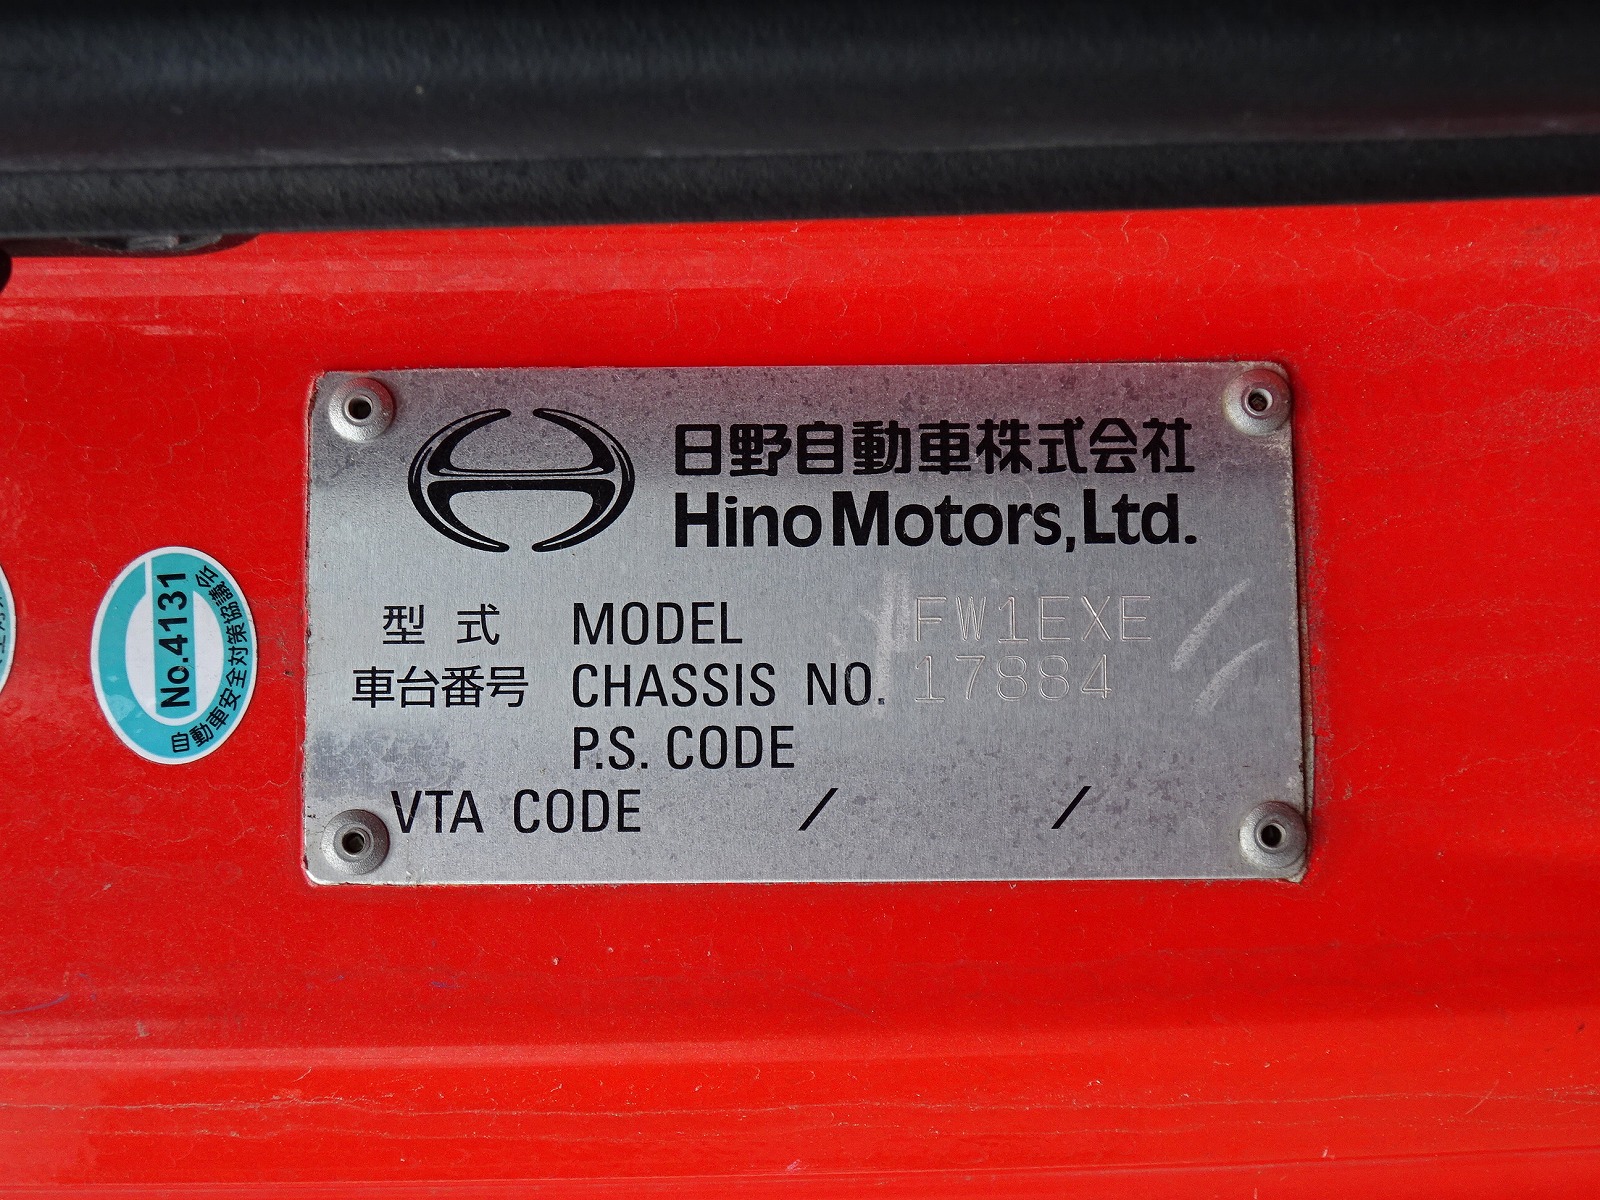 日野自動車株式会社
Hino Motors, Ltd.
型式 MODEL FW1EXE
車台番号 CHASSIS NO. 17884
P.S. CODE
VTA CODE / /
No.4131
自動車安全対策協議会